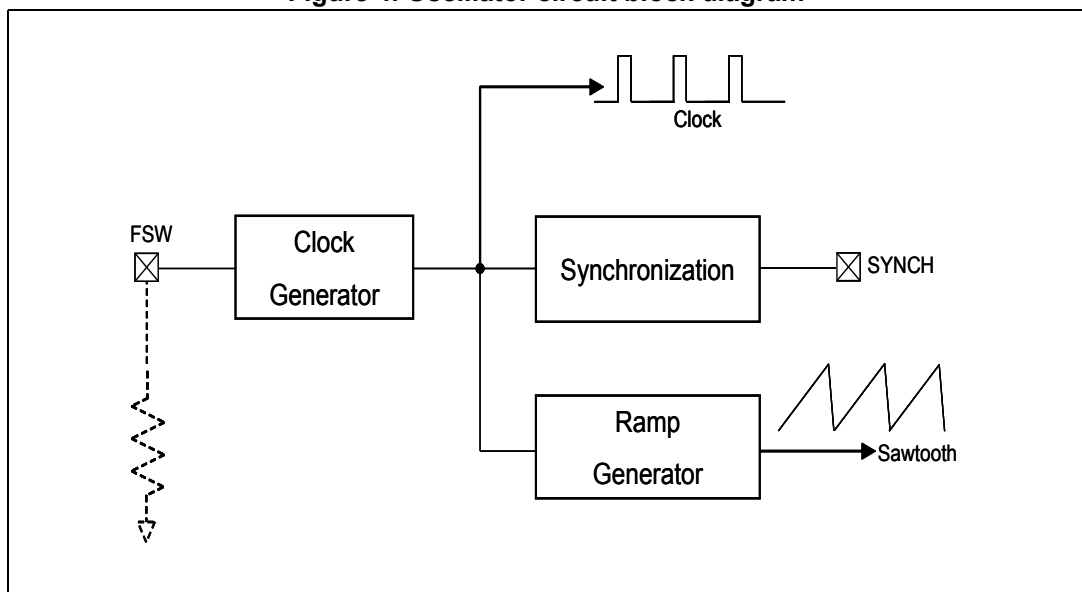 Figure 4. Oscillator circuit block diagram
Clock
FSW
Clock
Generator
Synchronization
SYNCH
Ramp
Generator
Sawtooth